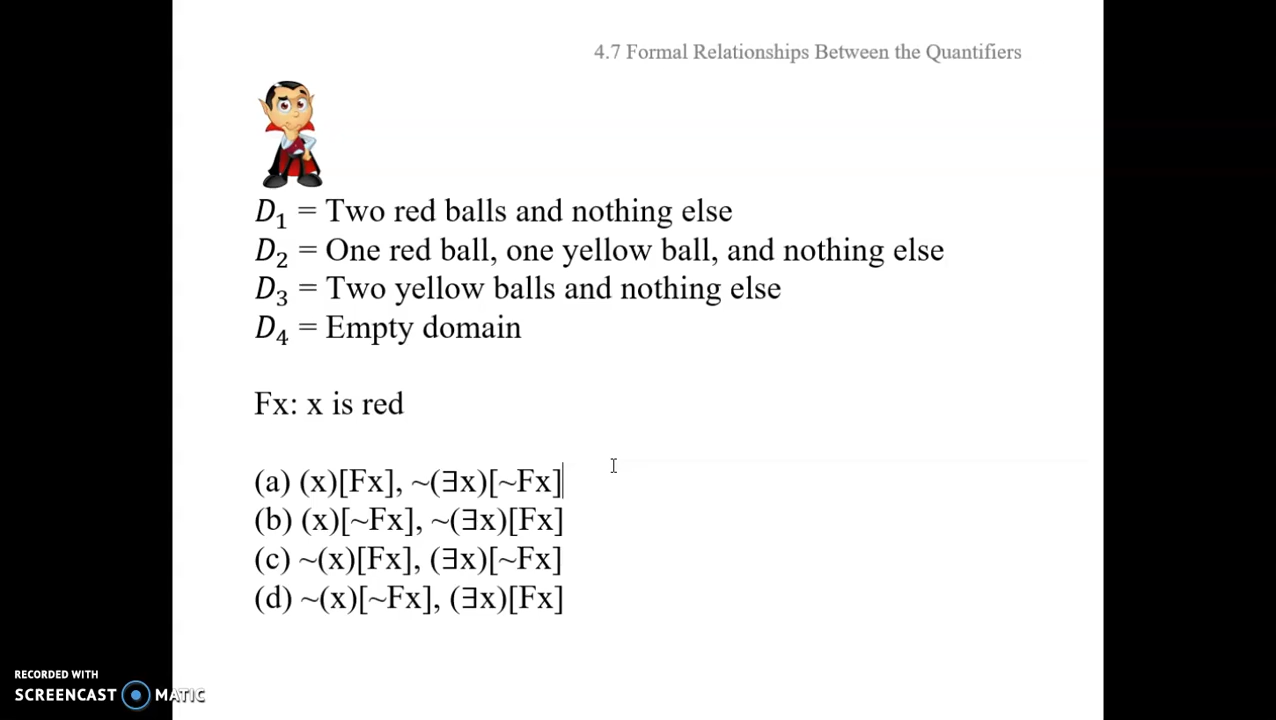 4.7 Formal Relationships Between the Quantifiers
D₁ = Two red balls and nothing else
D₂ = One red ball, one yellow ball, and nothing else
D₃ = Two yellow balls and nothing else
D₄ = Empty domain
Fx: x is red
(a) (x)[Fx], ~(∃x)[~Fx]
(b) (x)[~Fx], ~(∃x)[Fx]
(c) ~(x)[Fx], (∃x)[~Fx]
(d) ~(x)[~Fx], (∃x)[Fx]
RECORDED WITH
SCREENCAST MATIC